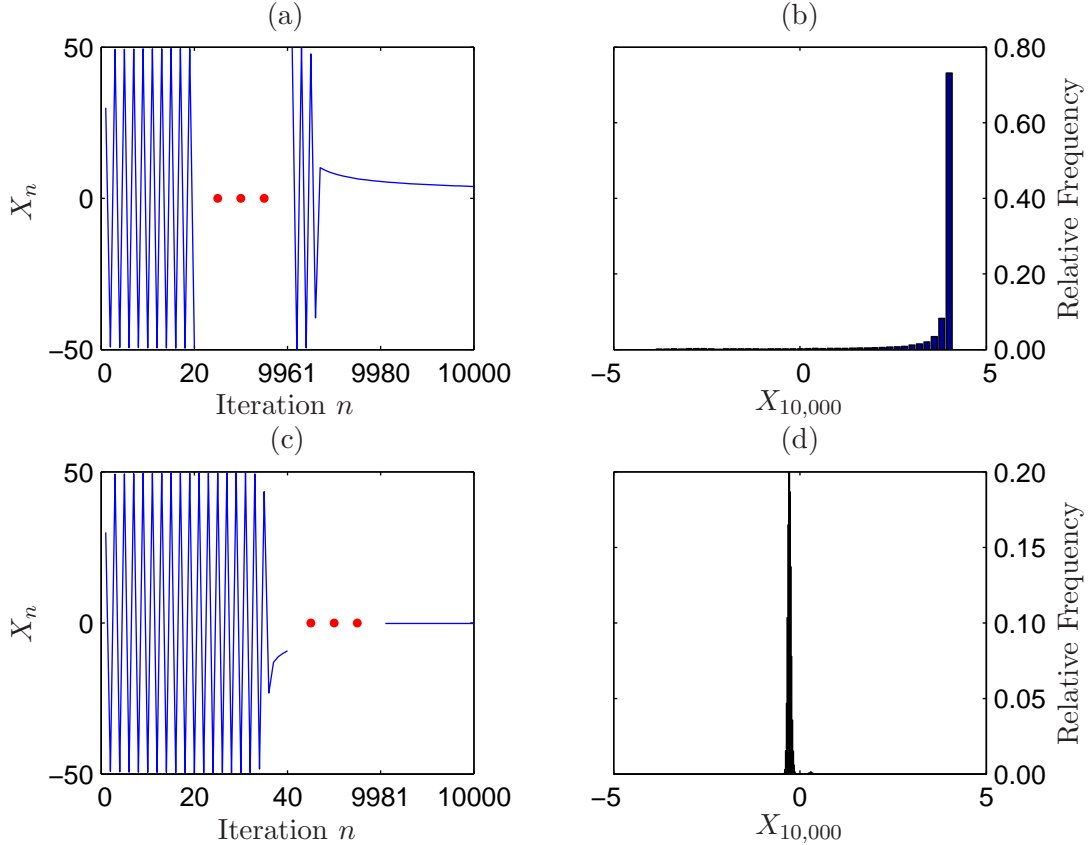 (a)
50
0
−50
X_n
0 20 9961 9980 10000
Iteration n
(b)
0.80
0.60
0.40
0.20
0.00
Relative Frequency
−5 0 5
X_{10,000}
(c)
50
0
−50
X_n
0 20 40 9981 10000
Iteration n
(d)
0.20
0.15
0.10
0.05
0.00
Relative Frequency
−5 0 5
X_{10,000}